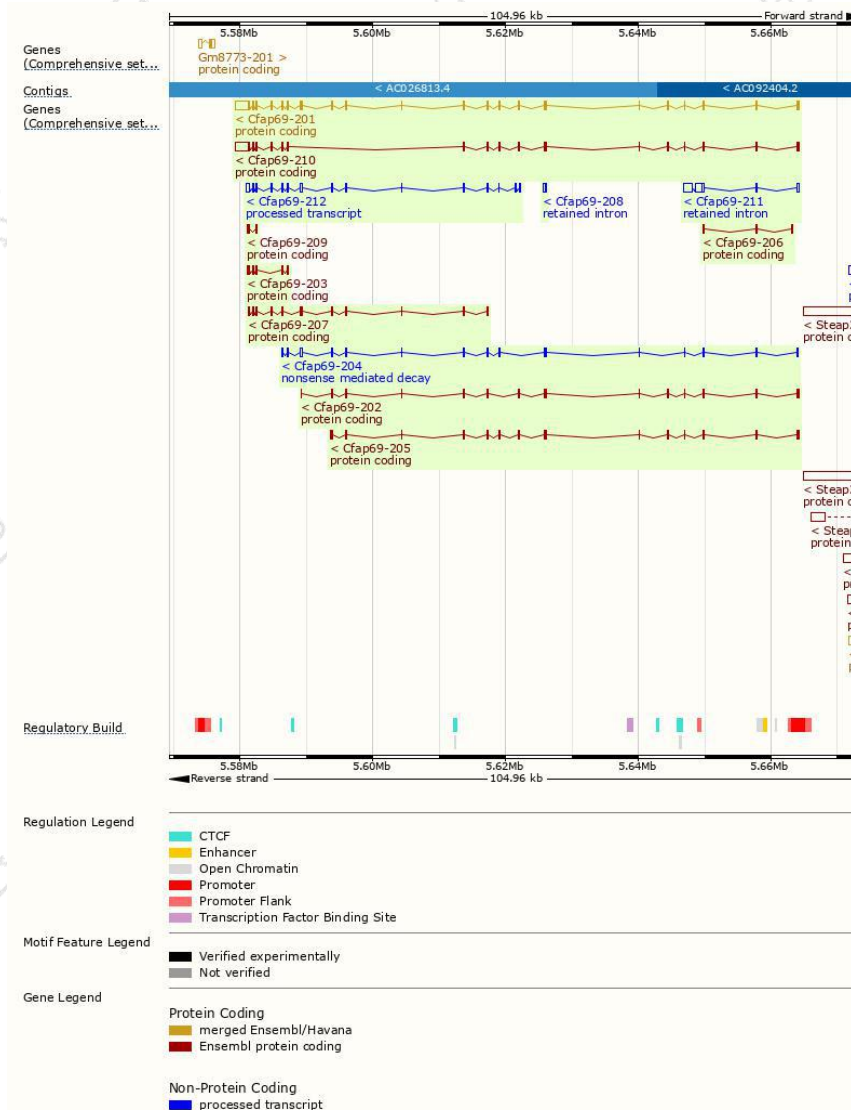 104.96 kb
Forward strand
5.58Mb 5.60Mb 5.62Mb 5.64Mb 5.66Mb
Genes
(Comprehensive set...
Gm8773-201 >
protein coding
Contigs
< AC026813.4
< AC092404.2
Genes
(Comprehensive set...
< Cfap69-201
protein coding
< Cfap69-210
protein coding
< Cfap69-212
processed transcript
< Cfap69-208
retained intron
< Cfap69-211
retained intron
< Cfap69-209
protein coding
< Cfap69-206
protein coding
< Cfap69-203
protein coding
< Cfap69-207
protein coding
< Steap
protein c
< Cfap69-204
nonsense mediated decay
< Cfap69-202
protein coding
< Cfap69-205
protein coding
< Steap
protein c
< Steap
protein
Regulatory Build
5.58Mb 5.60Mb 5.62Mb 5.64Mb 5.66Mb
Reverse strand
104.96 kb
Regulation Legend
CTCF
Enhancer
Open Chromatin
Promoter
Promoter Flank
Transcription Factor Binding Site
Motif Feature Legend
Verified experimentally
Not verified
Gene Legend
Protein Coding
merged Ensembl/Havana
Ensembl protein coding
Non-Protein Coding
processed transcript